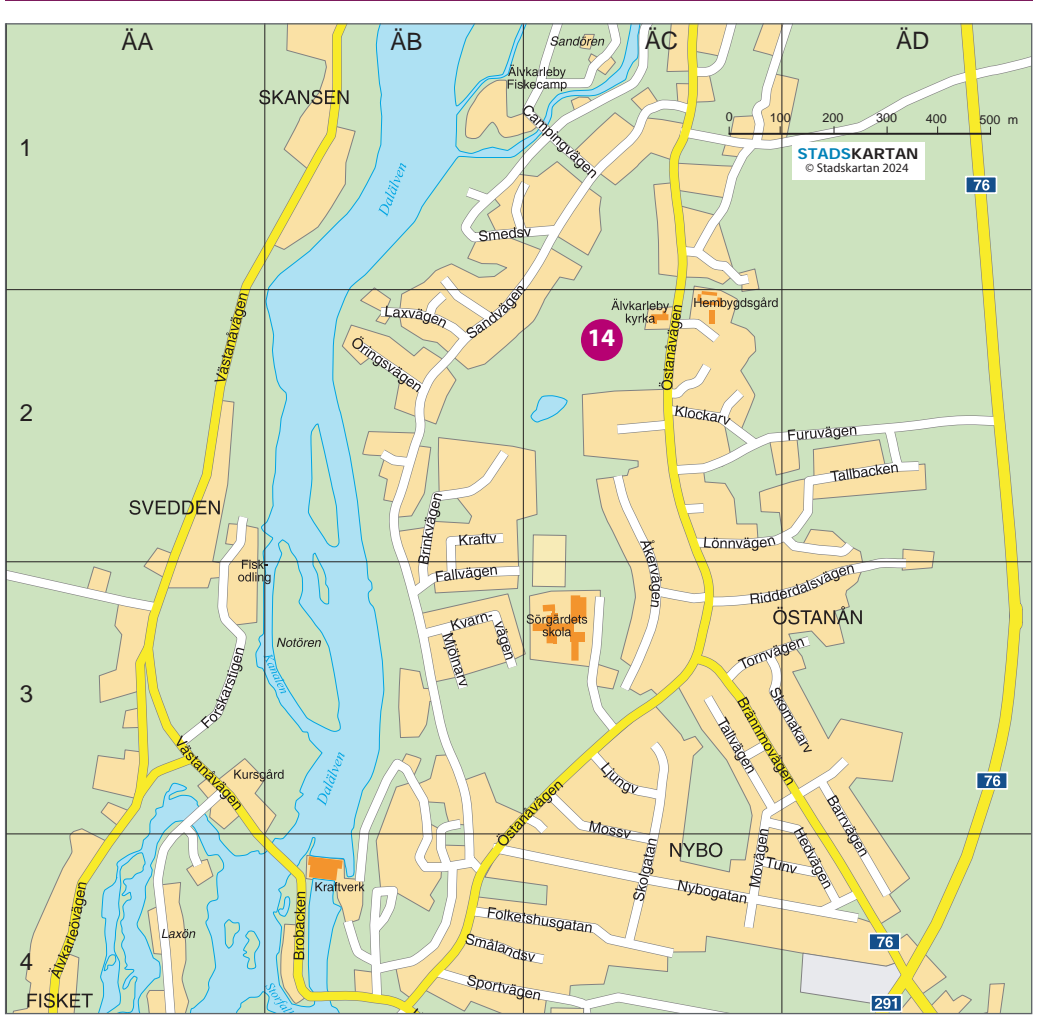 ÄA
ÄB
ÄC
ÄD
Sandören
Älvkarleby
Fiskecamp
SKANSEN
Campingvägen
0 100 200 300 400 500 m
1
STADSKARTAN
© Stadskartan 2024
Dalälven
76
Smedsv
Västanåvägen
Laxvägen
Sandvägen
Älvkarleby
kyrka
Hembygdsgård
14
Östanåvägen
Öringsvägen
2
Klockarv
Furuvägen
Tallbacken
SVEDDEN
Brinkvägen
Kraftv
Lönnvägen
Åkervägen
Fisk-
odling
Fallvägen
Ridderdalsvägen
Sörgårdets
skola
ÖSTANÅN
Kvarn-
vägen
Mjölnarv
Notören
Kanalen
Forskarstigen
Tornvägen
3
Skomakarv
Tallvägen
Brännmovägen
Västanåvägen
Kursgård
Dalälven
Ljungv
76
Östanåvägen
Mossv
Barrvägen
NYBO
Skolgatan
Movägen
Hedvägen
Tunv
Kraftverk
Nybogatan
Älvkarleövägen
Laxön
Brobacken
Folketshusgatan
Smålandsv
76
4
FISKET
Storfall
Sportvägen
291